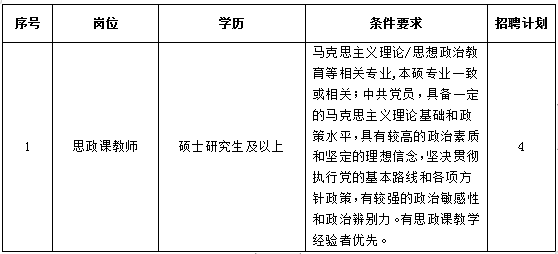 序号 岗位 学历 条件要求 招聘计划
1 思政课教师 硕士研究生及以上 4
马克思主义理论/思想政治教
育等相关专业,本硕专业一致
或相关；中共党员，具备一定
的马克思主义理论基础和政
策水平，具有较高的政治素质
和坚定的理想信念，坚决贯彻
执行党的基本路线和各项方
针政策，有较强的政治敏感性
和政治辨别力。有思政课教学
经验者优先。